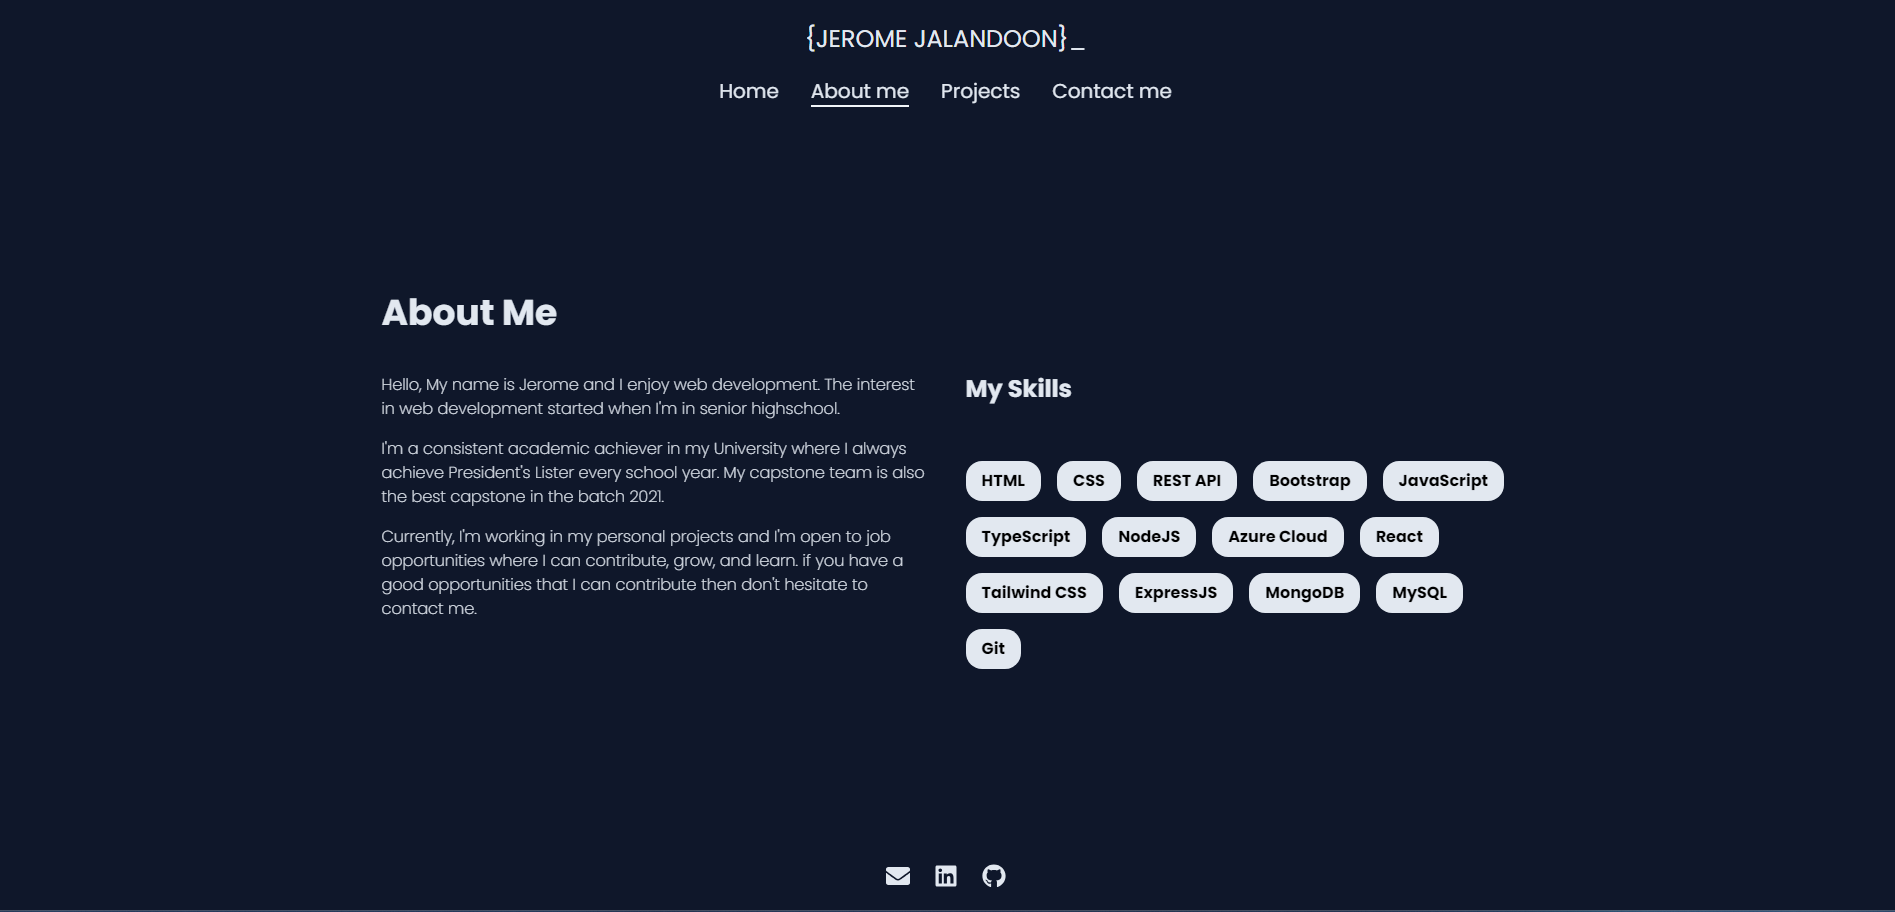 {JEROME JALANDOON}_
Home About me Projects Contact me
About Me
Hello, My name is Jerome and I enjoy web development. The interest
in web development started when I'm in senior highschool.
I'm a consistent academic achiever in my University where I always
achieve President's Lister every school year. My capstone team is also
the best capstone in the batch 2021.
Currently, I'm working in my personal projects and I'm open to job
opportunities where I can contribute, grow, and learn. if you have a
good opportunities that I can contribute then don't hesitate to
contact me.
My Skills
HTML CSS REST API Bootstrap JavaScript
TypeScript NodeJS Azure Cloud React
Tailwind CSS ExpressJS MongoDB MySQL
Git
in